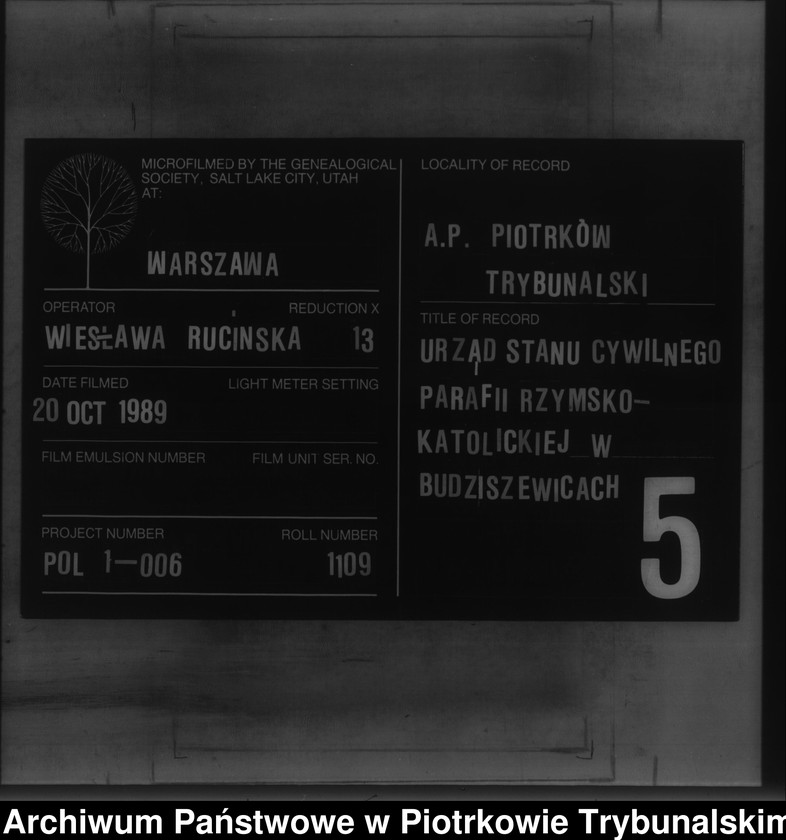 MICROFILMED BY THE GENEALOGICAL
SOCIETY, SALT LAKE CITY, UTAH
AT:
WARSZAWA
OPERATOR REDUCTION X
WIESŁAWA RUCIŃSKA 13
DATE FILMED LIGHT METER SETTING
20 OCT 1989
FILM EMULSION NUMBER FILM UNIT SER. NO.
PROJECT NUMBER ROLL NUMBER
POL 1—006 1109
LOCALITY OF RECORD
A.P. PIOTRKÒW
TRYBUNALSKI
TITLE OF RECORD
URZĄD STANU CYWILNEGO
PARAFII RZYMSKO—
KATOLICKIEJ W
BUDZISZEWICACH
5
Archiwum Państwowe w Piotrkowie Trybunalskim